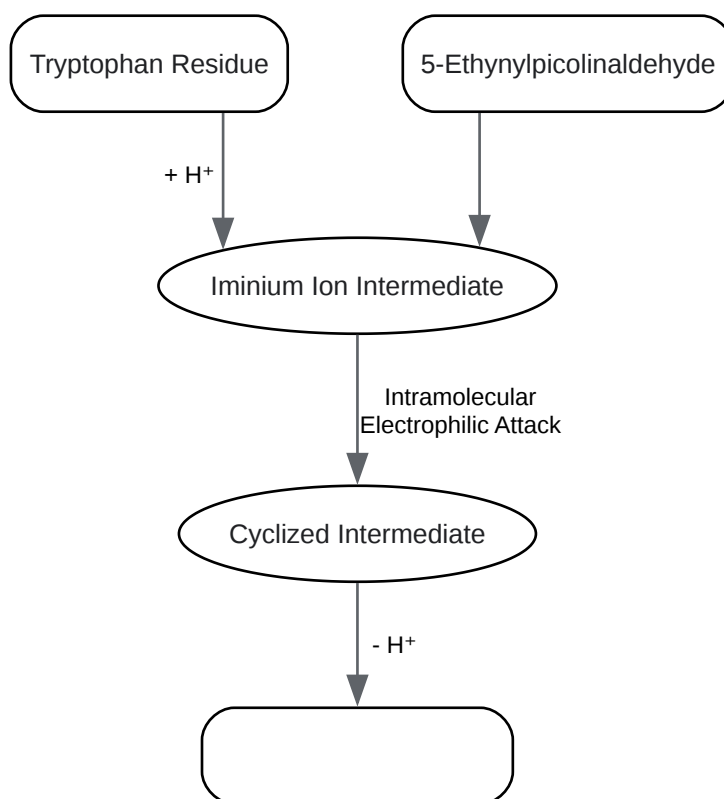 Tryptophan Residue
5-Ethynylpicolinaldehyde
+ H⁺
Iminium Ion Intermediate
Intramolecular
Electrophilic Attack
Cyclized Intermediate
- H⁺